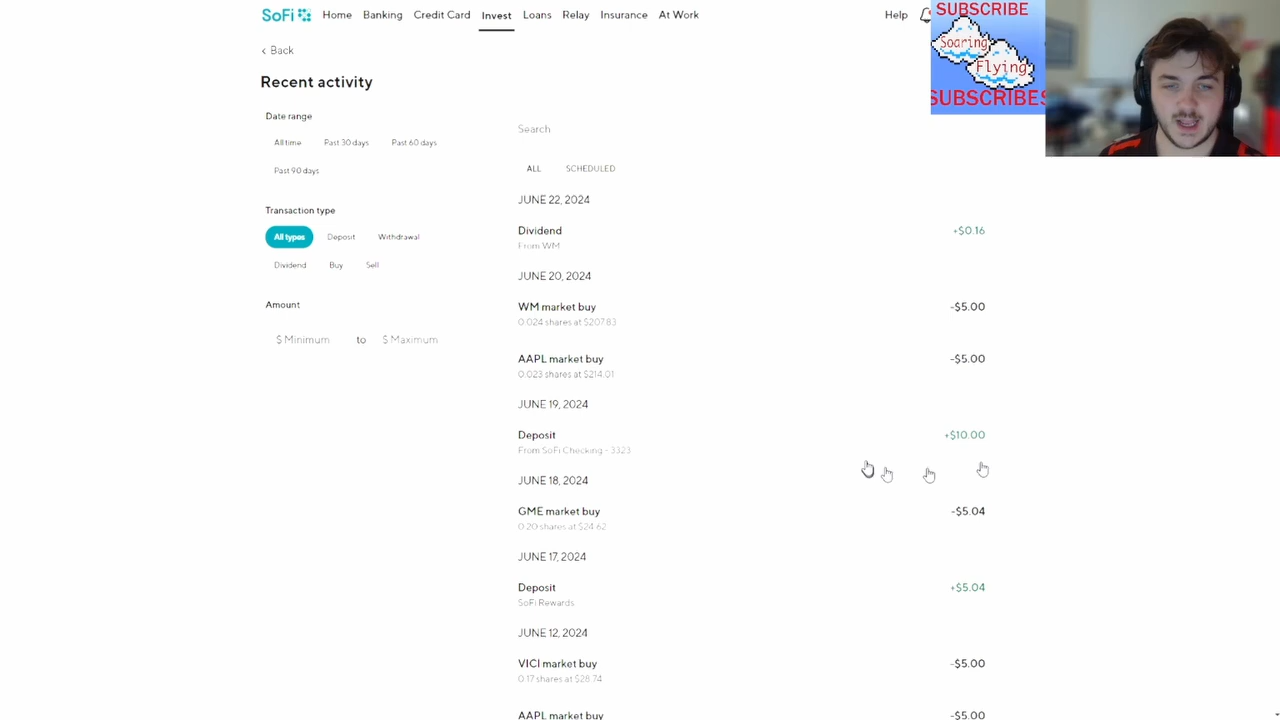 SoFi
Home Banking Credit Card Invest Loans Relay Insurance At Work
Help
SUBSCRIBE
Soaring
Flying
SUBSCRIBES
‹ Back
Recent activity
Date range
All time Past 30 days Past 60 days
Past 90 days
Transaction type
All types Deposit Withdrawal
Dividend Buy Sell
Amount
$ Minimum to $ Maximum
Search
ALL SCHEDULED
JUNE 22, 2024
Dividend +$0.16
From WM
JUNE 20, 2024
WM market buy -$5.00
0.024 shares at $207.83
AAPL market buy -$5.00
0.023 shares at $214.01
JUNE 19, 2024
Deposit +$10.00
From SoFi Checking - 3323
JUNE 18, 2024
GME market buy -$5.04
0.20 shares at $24.62
JUNE 17, 2024
Deposit +$5.04
SoFi Rewards
JUNE 12, 2024
VICI market buy -$5.00
0.17 shares at $28.74
AAPL market buy -$5.00